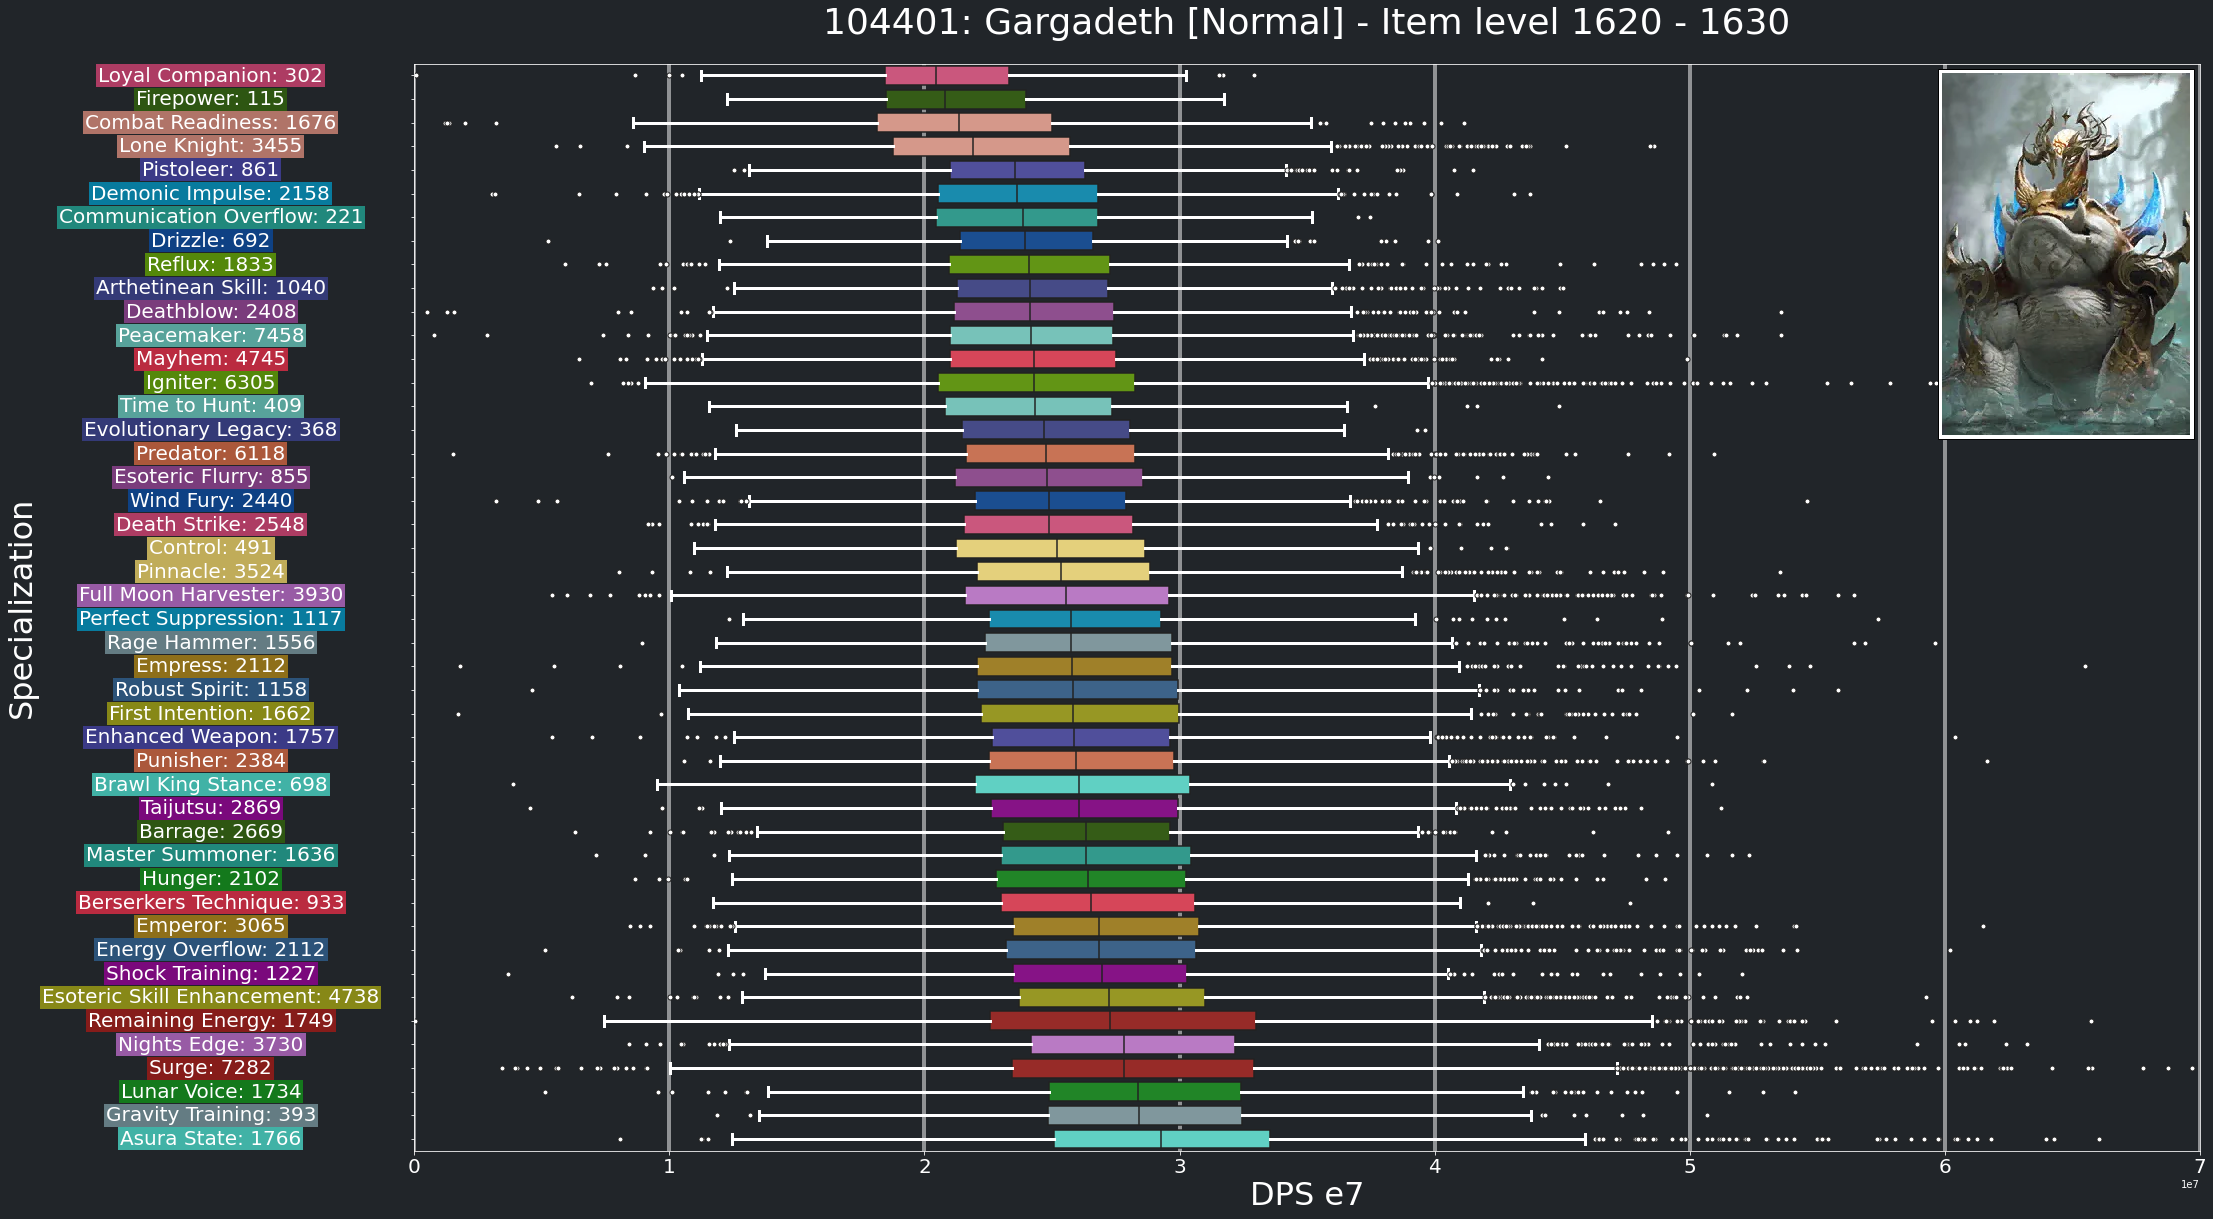 104401: Gargadeth [Normal] - Item level 1620 - 1630
Specialization
Loyal Companion: 302
Firepower: 115
Combat Readiness: 1676
Lone Knight: 3455
Pistoleer: 861
Demonic Impulse: 2158
Communication Overflow: 221
Drizzle: 692
Reflux: 1833
Arthetinean Skill: 1040
Deathblow: 2408
Peacemaker: 7458
Mayhem: 4745
Igniter: 6305
Time to Hunt: 409
Evolutionary Legacy: 368
Predator: 6118
Esoteric Flurry: 855
Wind Fury: 2440
Death Strike: 2548
Control: 491
Pinnacle: 3524
Full Moon Harvester: 3930
Perfect Suppression: 1117
Rage Hammer: 1556
Empress: 2112
Robust Spirit: 1158
First Intention: 1662
Enhanced Weapon: 1757
Punisher: 2384
Brawl King Stance: 698
Taijutsu: 2869
Barrage: 2669
Master Summoner: 1636
Hunger: 2102
Berserkers Technique: 933
Emperor: 3065
Energy Overflow: 2112
Shock Training: 1227
Esoteric Skill Enhancement: 4738
Remaining Energy: 1749
Nights Edge: 3730
Surge: 7282
Lunar Voice: 1734
Gravity Training: 393
Asura State: 1766
0 1 2 3 4 5 6 7
DPS e7
1e7